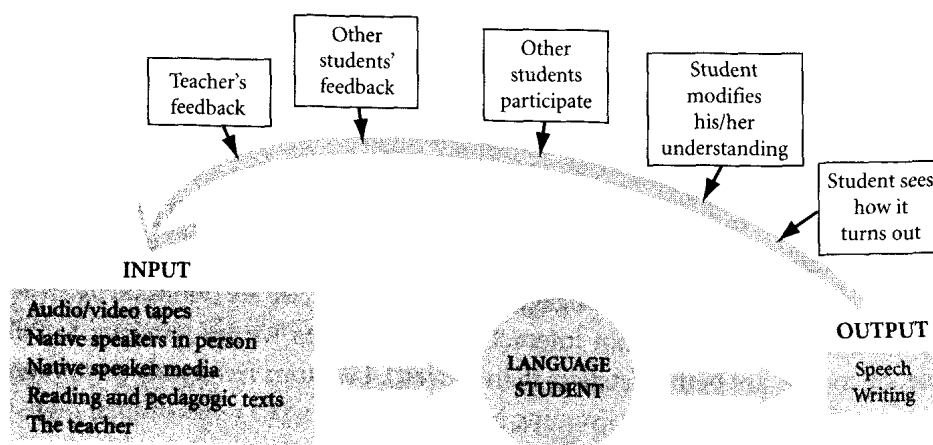 Teacher's
feedback
Other
students'
feedback
Other
students
participate
Student
modifies
his/her
understanding
Student sees
how it
turns out
INPUT
Audio/video tapes
Native speakers in person
Native speaker media
Reading and pedagogic texts
The teacher
LANGUAGE
STUDENT
OUTPUT
Speech
Writing